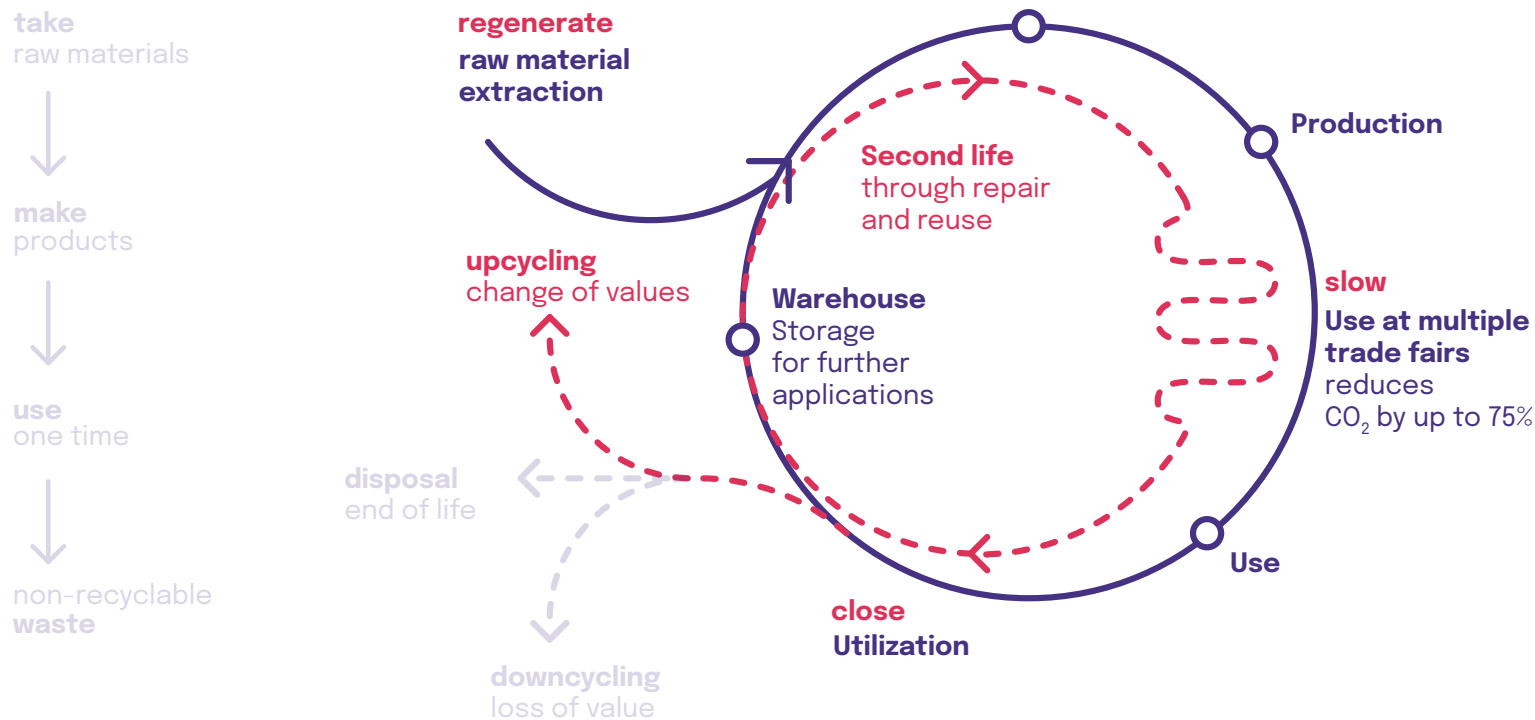 take
raw materials
make
products
use
one time
non-recyclable
waste
regenerate
raw material
extraction
upcycling
change of values
disposal
end of life
downcycling
loss of value
Second life
through repair
and reuse
Warehouse
Storage
for further
applications
Production
slow
Use at multiple
trade fairs
reduces
CO₂ by up to 75%
Use
close
Utilization